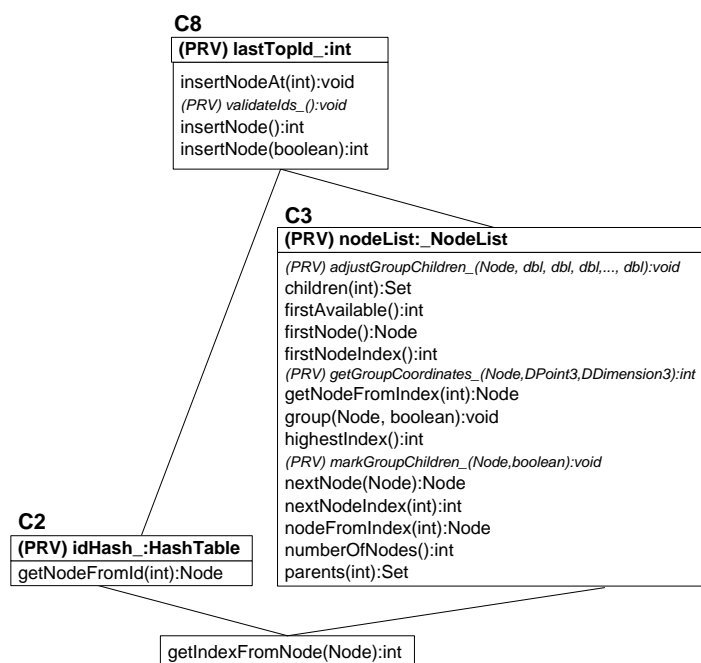 C8
(PRV) lastTopId_:int
insertNodeAt(int):void
(PRV) validateIds_():void
insertNode():int
insertNode(boolean):int
C3
(PRV) nodeList:_NodeList
(PRV) adjustGroupChildren_(Node, dbl, dbl, dbl,..., dbl):void
children(int):Set
firstAvailable():int
firstNode():Node
firstNodeIndex():int
(PRV) getGroupCoordinates_(Node,DPoint3,DDimension3):int
getNodeFromIndex(int):Node
group(Node, boolean):void
highestIndex():int
(PRV) markGroupChildren_(Node,boolean):void
nextNode(Node):Node
nextNodeIndex(int):int
nodeFromIndex(int):Node
numberOfNodes():int
parents(int):Set
C2
(PRV) idHash_:HashTable
getNodeFromId(int):Node
getIndexFromNode(Node):int